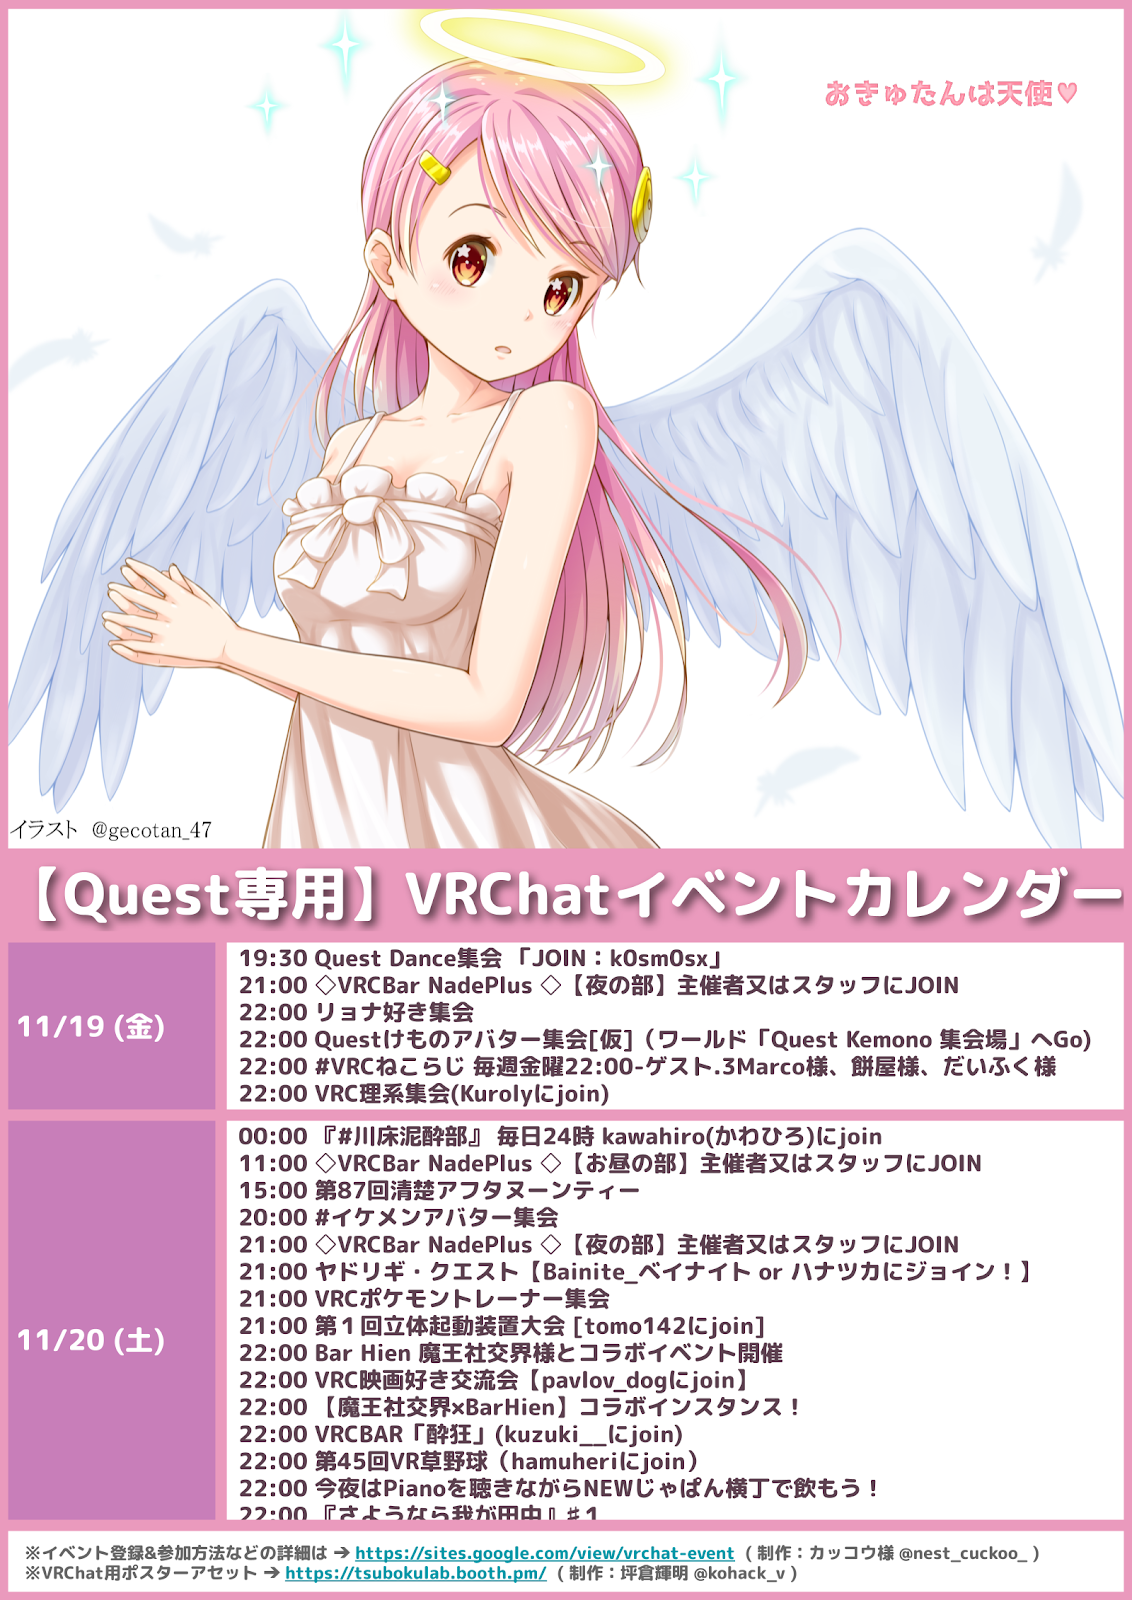 おきゅたんは天使♥
イラスト @gecotan_47
【Quest専用】VRChatイベントカレンダー
11/19 (金)
19:30 Quest Dance集会 「JOIN：k0sm0sx」
21:00 ◇VRCBar NadePlus ◇【夜の部】主催者又はスタッフにJOIN
22:00 リョナ好き集会
22:00 Questけものアバター集会[仮]（ワールド「Quest Kemono 集会場」へGo)
22:00 #VRCねこらじ 毎週金曜22:00-ゲスト.3Marco様、餅屋様、だいふく様
22:00 VRC理系集会(Kurolyにjoin)
11/20 (土)
00:00 『#川床泥酔部』 毎日24時 kawahiro(かわひろ)にjoin
11:00 ◇VRCBar NadePlus ◇【お昼の部】主催者又はスタッフにJOIN
15:00 第87回清楚アフタヌーンティー
20:00 #イケメンアバター集会
21:00 ◇VRCBar NadePlus ◇【夜の部】主催者又はスタッフにJOIN
21:00 ヤドリギ・クエスト【Bainite_ベイナイト or ハナツカにジョイン！】
21:00 VRCポケモントレーナー集会
21:00 第１回立体起動装置大会 [tomo142にjoin]
22:00 Bar Hien 魔王社交界様とコラボイベント開催
22:00 VRC映画好き交流会【pavlov_dogにjoin】
22:00 【魔王社交界×BarHien】コラボインスタンス！
22:00 VRCBAR「酔狂」(kuzuki__にjoin)
22:00 第45回VR草野球（hamuheriにjoin）
22:00 今夜はPianoを聴きながらNEWじゃぱん横丁で飲もう！
22:00 『さようなら我が田中』♯１
※イベント登録&参加方法などの詳細は ➔ https://sites.google.com/view/vrchat-event ( 制作：カッコウ様 @nest_cuckoo_ )
※VRChat用ポスターアセット ➔ https://tsubokulab.booth.pm/ ( 制作：坪倉輝明 @kohack_v )